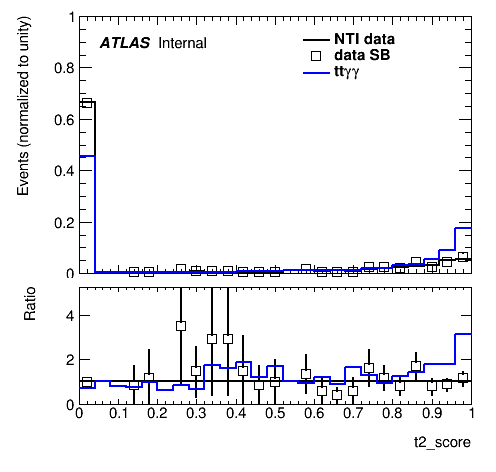 ATLAS Internal
NTI data
data SB
ttγγ
Events (normalized to unity)
1
0.8
0.6
0.4
0.2
0
Ratio
4
2
0
0 0.1 0.2 0.3 0.4 0.5 0.6 0.7 0.8 0.9 1
t2_score